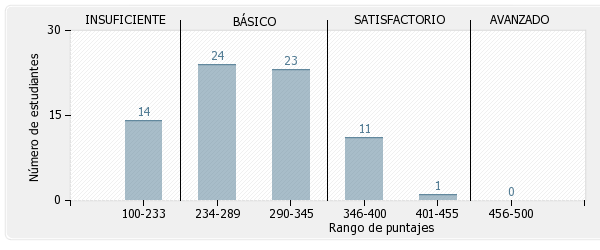 INSUFICIENTE BÁSICO SATISFACTORIO AVANZADO
30
15
0
Número de estudiantes
14
24
23
11
1
0
100-233 234-289 290-345 346-400 401-455 456-500
Rango de puntajes